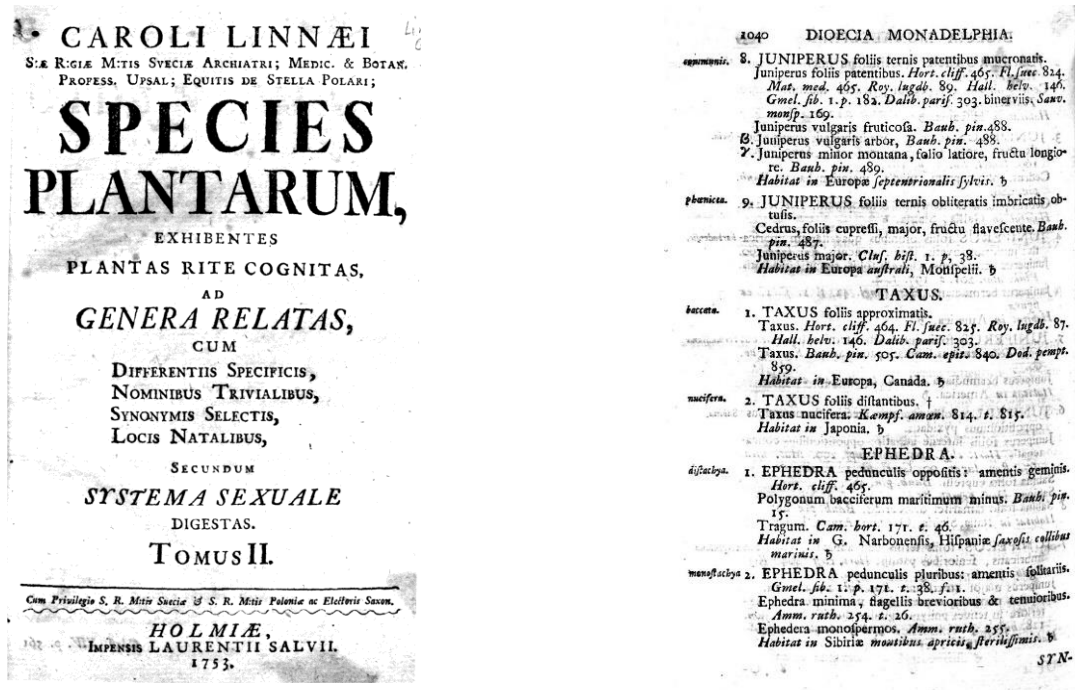 CAROLI LINNÆI
S:Æ R:GIÆ M:TIS SVECIÆ ARCHIATRI; MEDIC. & BOTAN.
PROFESS. UPSAL; EQUITIS DE STELLA POLARI;
SPECIES
PLANTARUM,
EXHIBENTES
PLANTAS RITE COGNITAS,
AD
GENERA RELATAS,
CUM
DIFFERENTIIS SPECIFICIS,
NOMINIBUS TRIVIALIBUS,
SYNONYMIS SELECTIS,
LOCIS NATALIBUS,
SECUNDUM
SYSTEMA SEXUALE
DIGESTAS.
TOMUS II.
Cum Privilegio S. R. M:tis Sueciæ & S. R. M:tis Poloniæ ac Electoris Saxon.
HOLMIÆ,
IMPENSIS LAURENTII SALVII.
1753.
1040 DIOECIA MONADELPHIA.
communis. 8. JUNIPERUS foliis ternis patentibus mucronatis.
Juniperus foliis patentibus. Hort. cliff. 465. Fl. ſuec. 824.
Mat. med. 465. Roy. lugdb. 89. Hall. helv. 146.
Gmel. ſib. 1. p. 182. Dalib. pariſ. 303. binerviis. Sauv.
monſp. 169.
Juniperus vulgaris fruticoſa. Bauh. pin. 488.
β. Juniperus vulgaris arbor, Bauh. pin. 488.
γ. Juniperus minor montana, folio latiore, fructu longio-
re. Bauh. pin. 489.
Habitat in Europæ ſeptentrionalis ſylvis. ♄
phœnicea. 9. JUNIPERUS foliis ternis obliteratis imbricatis ob-
tuſis.
Cedrus, foliis cupreſſi, major, fructu flaveſcente. Bauh.
pin. 487.
Juniperus major. Cluſ. hiſt. 1. p. 38.
Habitat in Europa auſtrali, Monſpelii. ♄
TAXUS.
baccata. 1. TAXUS foliis approximatis.
Taxus. Hort. cliff. 464. Fl. ſuec. 825. Roy. lugdb. 87.
Hall. helv. 146. Dalib. pariſ. 303.
Taxus. Bauh. pin. 505. Cam. epit. 840. Dod. pempt.
859.
Habitat in Europa, Canada. ♄
nucifera. 2. TAXUS foliis diſtantibus. †
Taxus nucifera. Kæmpf. amœn. 814. t. 815.
Habitat in Japonia. ♄
EPHEDRA.
diſtachya. 1. EPHEDRA pedunculis oppoſitis: amentis geminis.
Hort. cliff. 465.
Polygonum bacciferum maritimum minus. Bauh. pin.
15.
Tragum. Cam. hort. 171. t. 46.
Habitat in G. Narbonenſis, Hiſpaniæ ſaxoſis collibus
marinis. ♄
monoſtachya 2. EPHEDRA pedunculis pluribus: amentis ſolitariis.
Gmel. ſib. 1. p. 171. t. 38. f. 1.
Ephedra minima, flagellis brevioribus & tenuioribus.
Amm. ruth. 254. t. 26.
Ephedera monoſpermos. Amm. ruth. 255.
Habitat in Sibiriæ montibus apricis, ſteriliſſimis. ♄
SYN-